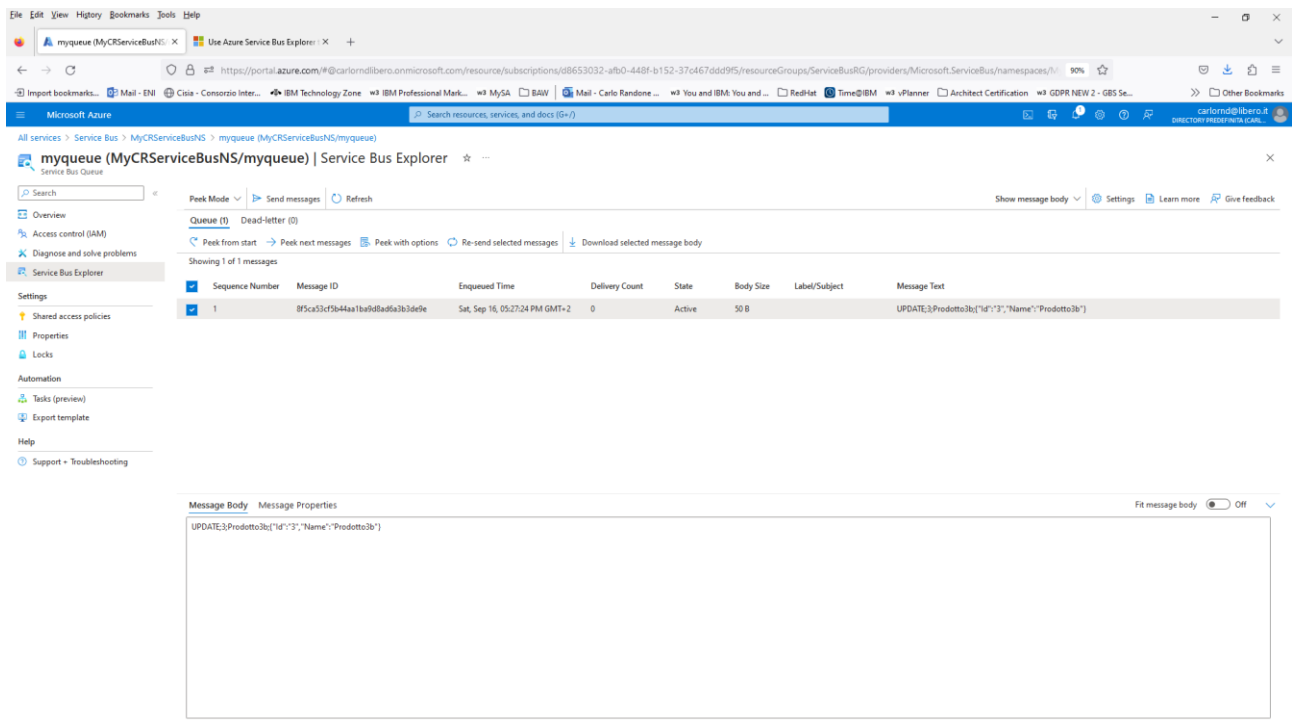 File Edit View History Bookmarks Tools Help
myqueue (MyCRServiceBusNS/ Use Azure Service Bus Explorer
https://portal.azure.com/#@carlorndlibero.onmicrosoft.com/resource/subscriptions/d8653032-afb0-448f-b152-37c467ddd9f5/resourceGroups/ServiceBusRG/providers/Microsoft.ServiceBus/namespaces/M 90%
Import bookmarks... Mail - ENI Cisia - Consorzio Inter... IBM Technology Zone w3 IBM Professional Mark... w3 MySA BAW Mail - Carlo Randone ... w3 You and IBM: You and ... RedHat Time@IBM w3 vPlanner Architect Certification w3 GDPR NEW 2 - GBS Se... Other Bookmarks
Microsoft Azure Search resources, services, and docs (G+/) 1 carlornd@libero.it
DIRECTORY PREDEFINITA (CARL...
All services > Service Bus > MyCRServiceBusNS > myqueue (MyCRServiceBusNS/myqueue)
myqueue (MyCRServiceBusNS/myqueue) | Service Bus Explorer
Service Bus Queue
Search
Overview
Access control (IAM)
Diagnose and solve problems
Service Bus Explorer
Settings
Shared access policies
Properties
Locks
Automation
Tasks (preview)
Export template
Help
Support + Troubleshooting
Peek Mode Send messages Refresh Show message body Settings Learn more Give feedback
Queue (1) Dead-letter (0)
Peek from start Peek next messages Peek with options Re-send selected messages Download selected message body
Showing 1 of 1 messages
Sequence Number Message ID Enqueued Time Delivery Count State Body Size Label/Subject Message Text
1 8f5ca53cf5b44aa1ba9d8ad6a3b3de9e Sat, Sep 16, 05:27:24 PM GMT+2 0 Active 50 B UPDATE;3;Prodotto3b;{"Id":"3","Name":"Prodotto3b"}
Message Body Message Properties Fit message body Off
UPDATE;3;Prodotto3b;{"Id":"3","Name":"Prodotto3b"}